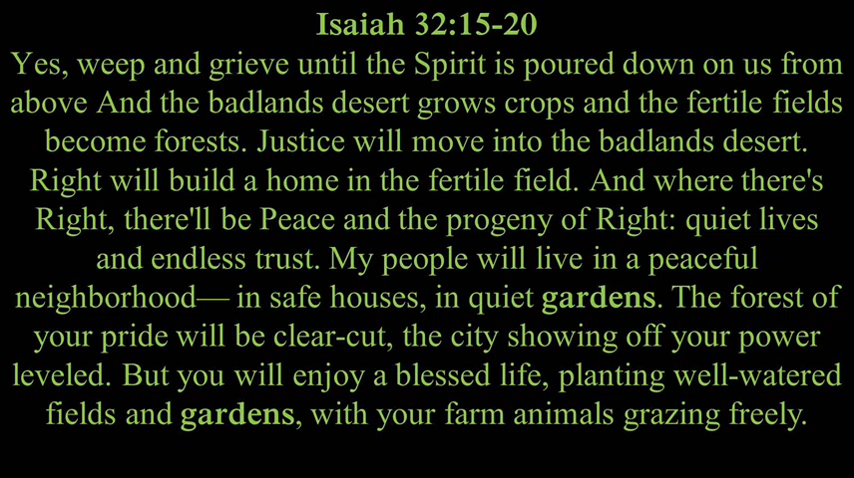 Isaiah 32:15-20
Yes, weep and grieve until the Spirit is poured down on us from
above And the badlands desert grows crops and the fertile fields
become forests. Justice will move into the badlands desert.
Right will build a home in the fertile field. And where there's
Right, there'll be Peace and the progeny of Right: quiet lives
and endless trust. My people will live in a peaceful
neighborhood— in safe houses, in quiet gardens. The forest of
your pride will be clear-cut, the city showing off your power
leveled. But you will enjoy a blessed life, planting well-watered
fields and gardens, with your farm animals grazing freely.